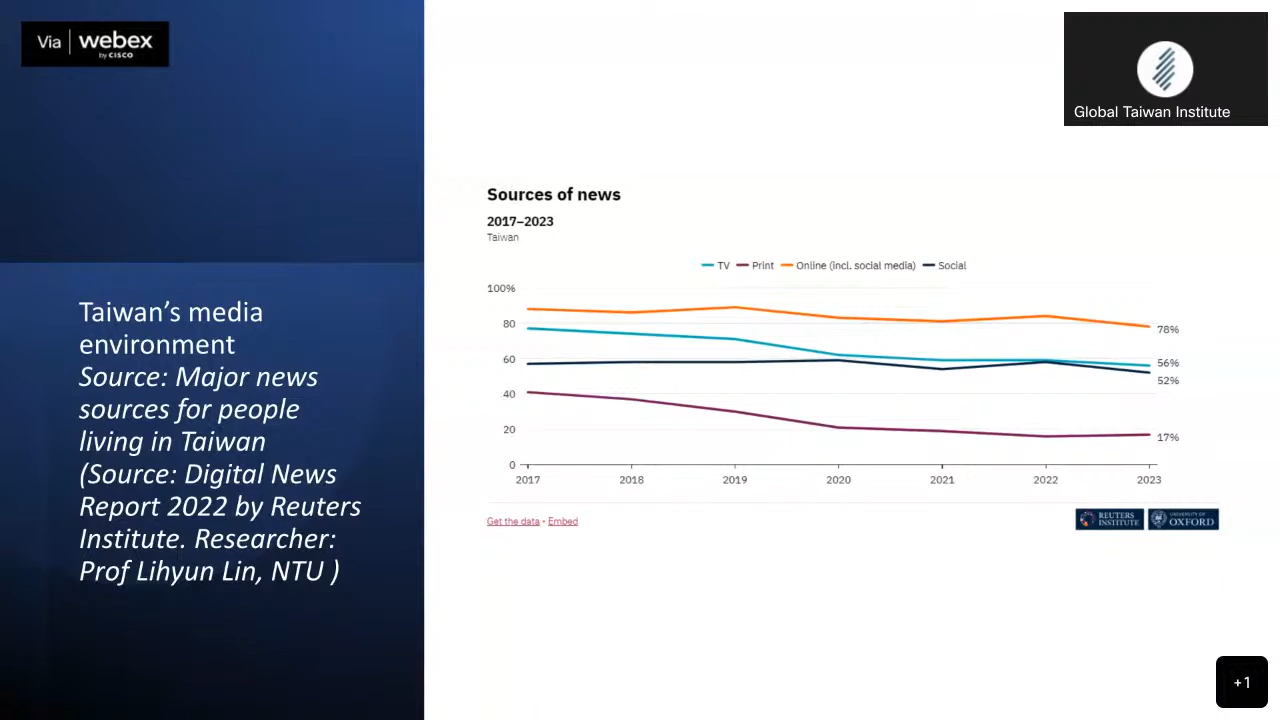 Via | webex
by CISCO
Global Taiwan Institute
Taiwan’s media
environment
Source: Major news
sources for people
living in Taiwan
(Source: Digital News
Report 2022 by Reuters
Institute. Researcher:
Prof Lihyun Lin, NTU )
Sources of news
2017–2023
Taiwan
TV Print Online (incl. social media) Social
100%
80
60
40
20
0
78%
56%
52%
17%
2017 2018 2019 2020 2021 2022 2023
Get the data • Embed
REUTERS
INSTITUTE
UNIVERSITY OF
OXFORD
+1